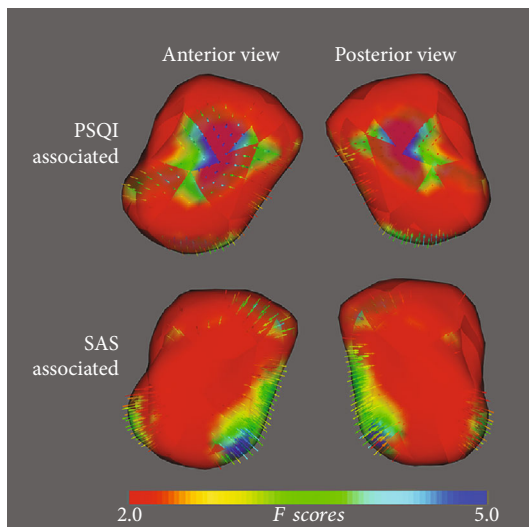 Anterior view
Posterior view
PSQI
associated
SAS
associated
2.0
F scores
5.0